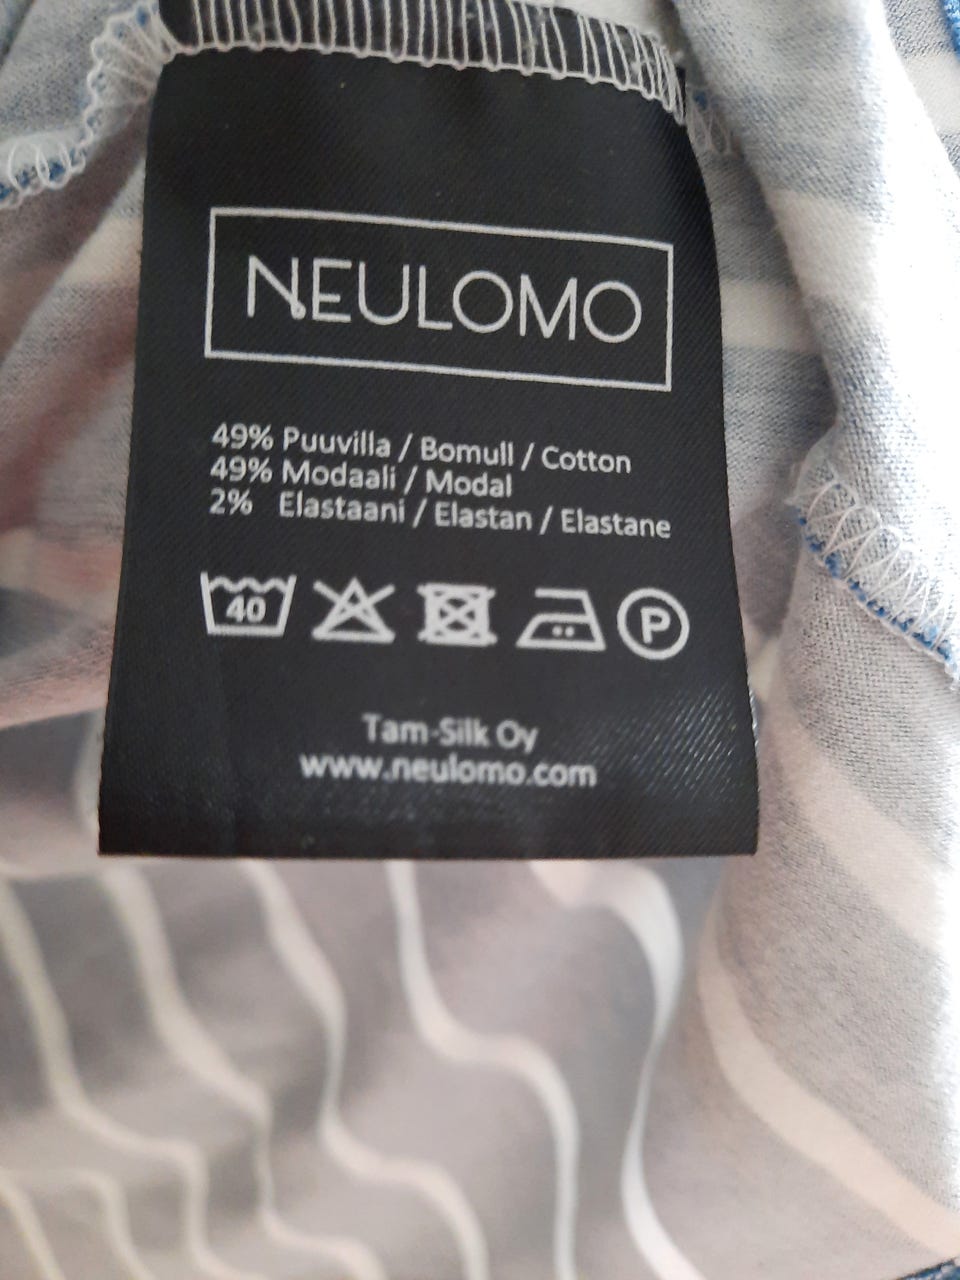 NEULOMO
49% Puuvilla / Bomull / Cotton
49% Modaali / Modal
2% Elastaani / Elastan / Elastane
40 P
Tam-Silk Oy
www.neulomo.com